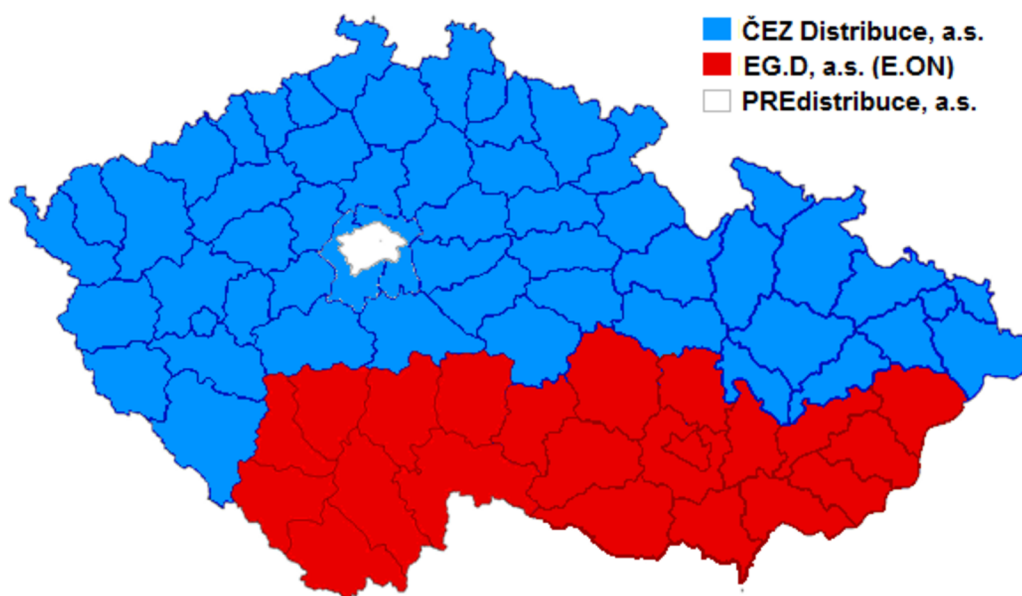 ČEZ Distribuce, a.s.
EG.D, a.s. (E.ON)
PREdistribuce, a.s.